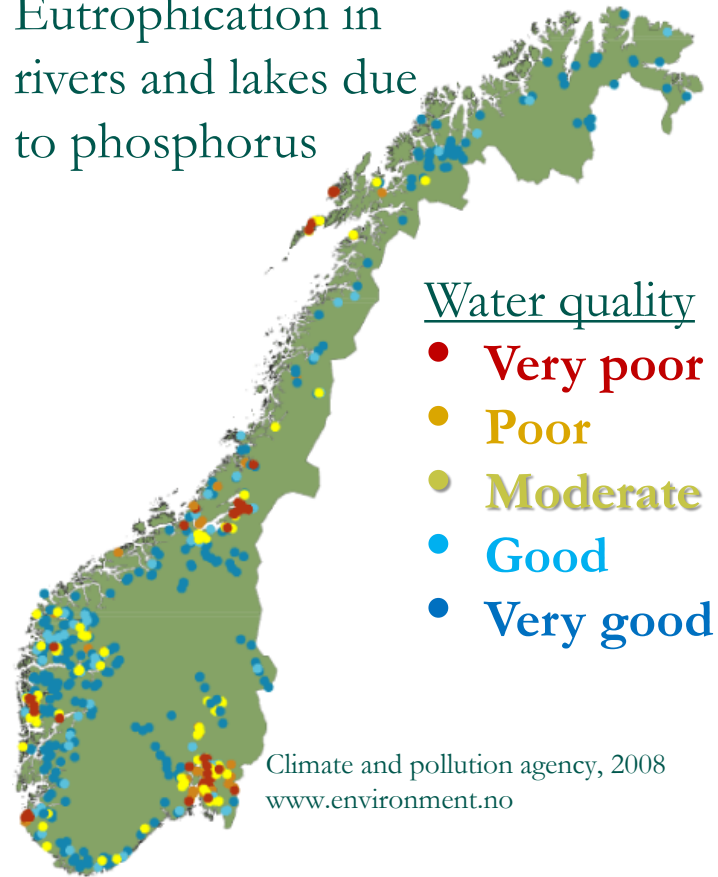 Eutrophication in
rivers and lakes due
to phosphorus
Water quality
• Very poor
• Poor
• Moderate
• Good
• Very good
Climate and pollution agency, 2008
www.environment.no